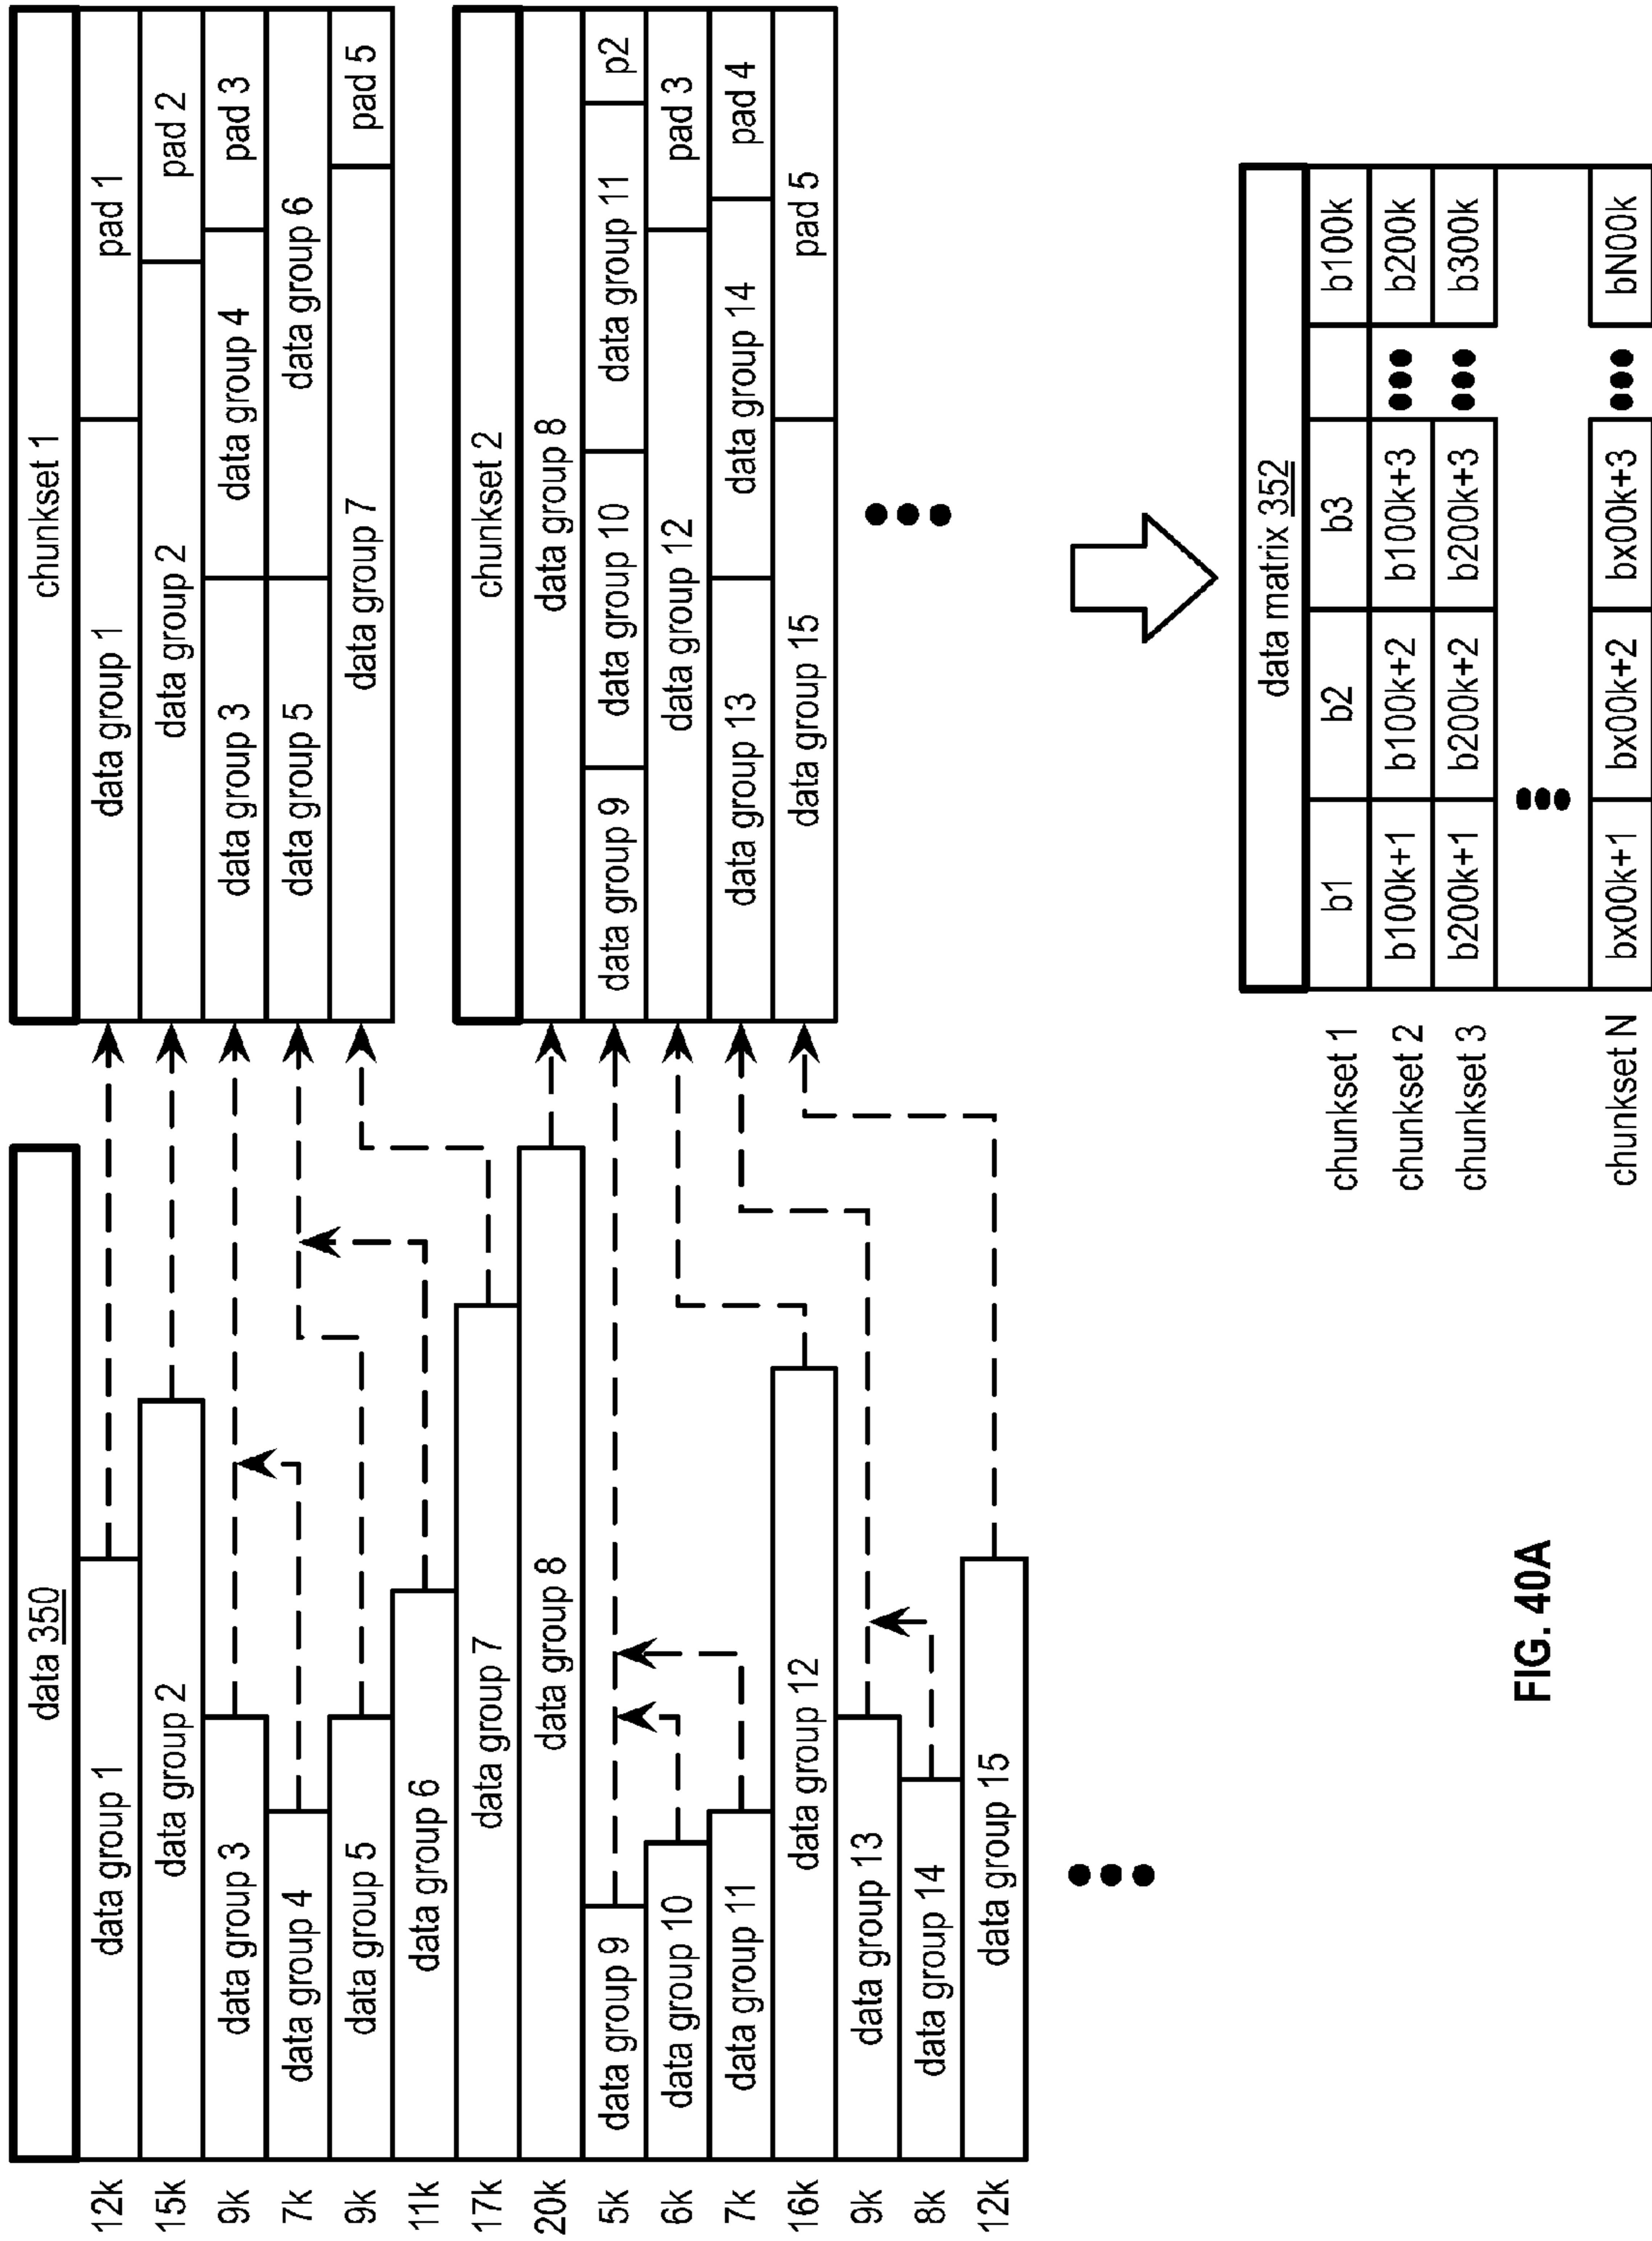 data 350
12k data group 1
15k data group 2
9k data group 3
7k data group 4
9k data group 5
11k data group 6
17k data group 7
20k data group 8
5k data group 9
6k data group 10
7k data group 11
16k data group 12
9k data group 13
8k data group 14
12k data group 15
chunkset 1
data group 1 pad 1
data group 2 pad 2
data group 3 data group 4 pad 3
data group 5 data group 6
data group 7 pad 5
chunkset 2
data group 8
data group 9 data group 10 data group 11 p2
data group 12 pad 3
data group 13 data group 14 pad 4
data group 15 pad 5
data matrix 352
chunkset 1 b1 b2 b3 b100k
chunkset 2 b100k+1 b100k+2 b100k+3 b200k
chunkset 3 b200k+1 b200k+2 b200k+3 b300k
chunkset N bx00k+1 bx00k+2 bx00k+3 bN00k
FIG. 40A